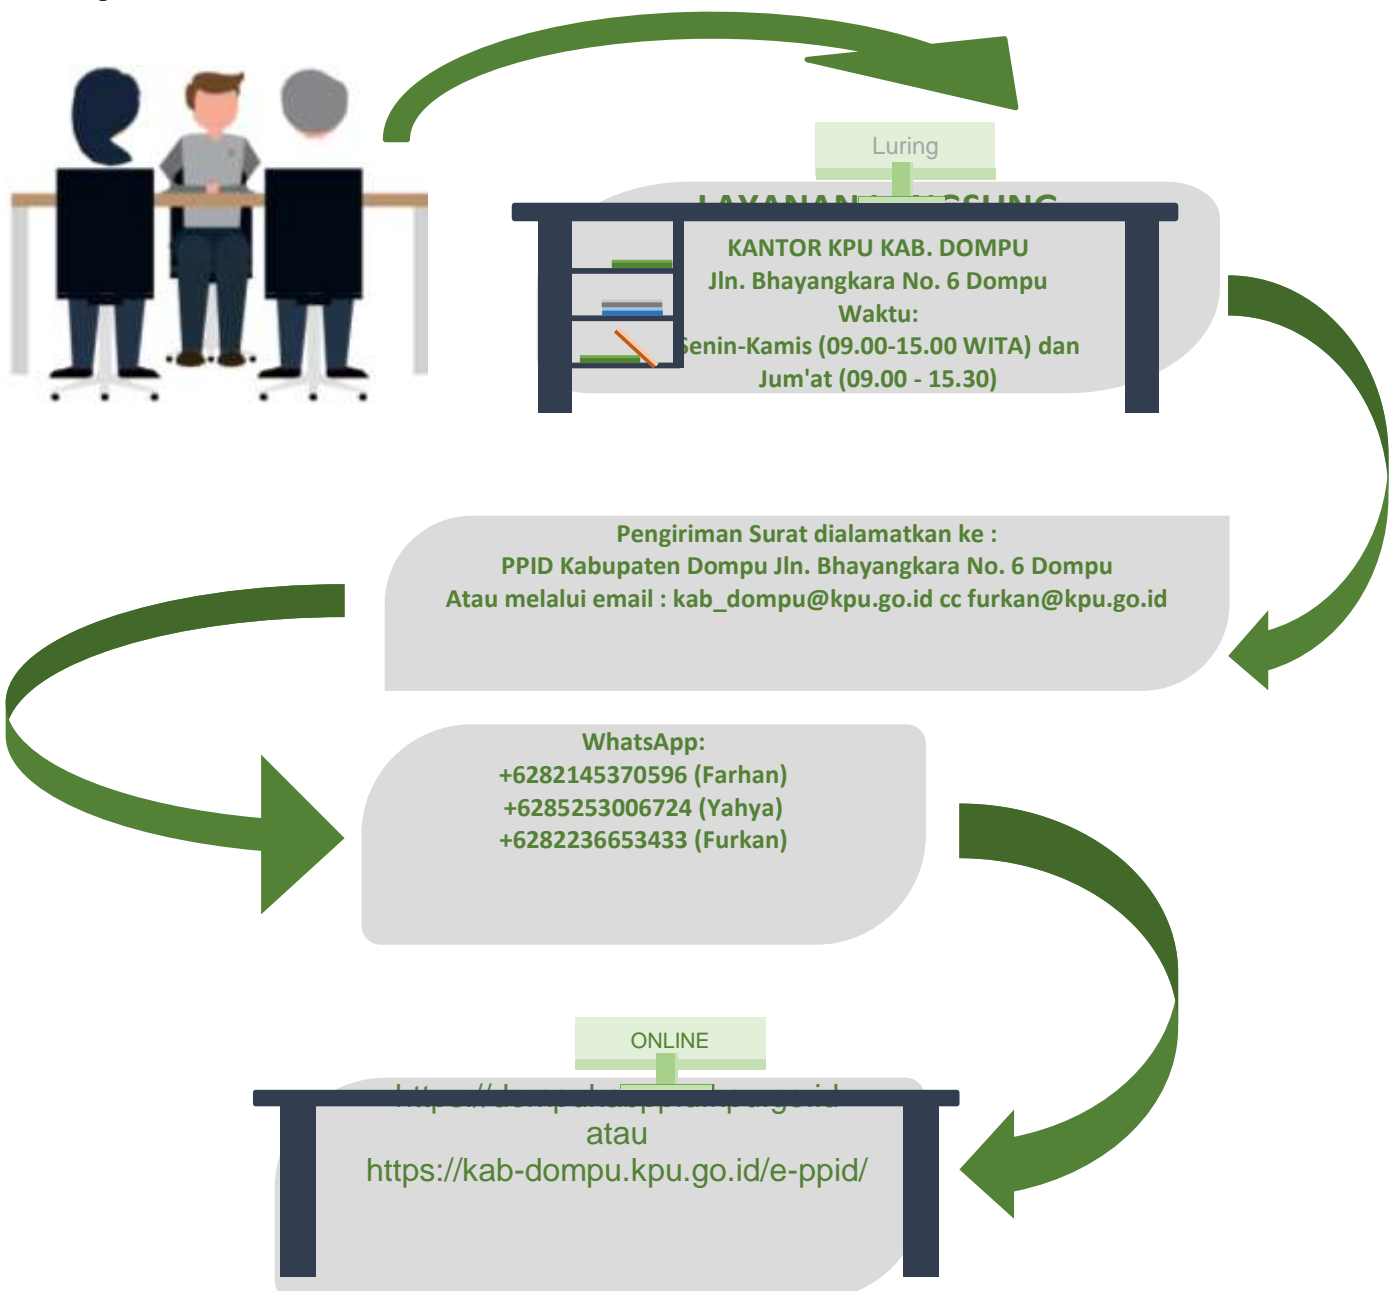 Luring
LAYANAN LANGSUNG
KANTOR KPU KAB. DOMPU
Jln. Bhayangkara No. 6 Dompu
Waktu:
Senin-Kamis (09.00-15.00 WITA) dan
Jum'at (09.00 - 15.30)
Pengiriman Surat dialamatkan ke :
PPID Kabupaten Dompu Jln. Bhayangkara No. 6 Dompu
Atau melalui email : kab_dompu@kpu.go.id cc furkan@kpu.go.id
WhatsApp:
+6282145370596 (Farhan)
+6285253006724 (Yahya)
+6282236653433 (Furkan)
ONLINE
atau
https://kab-dompu.kpu.go.id/e-ppid/